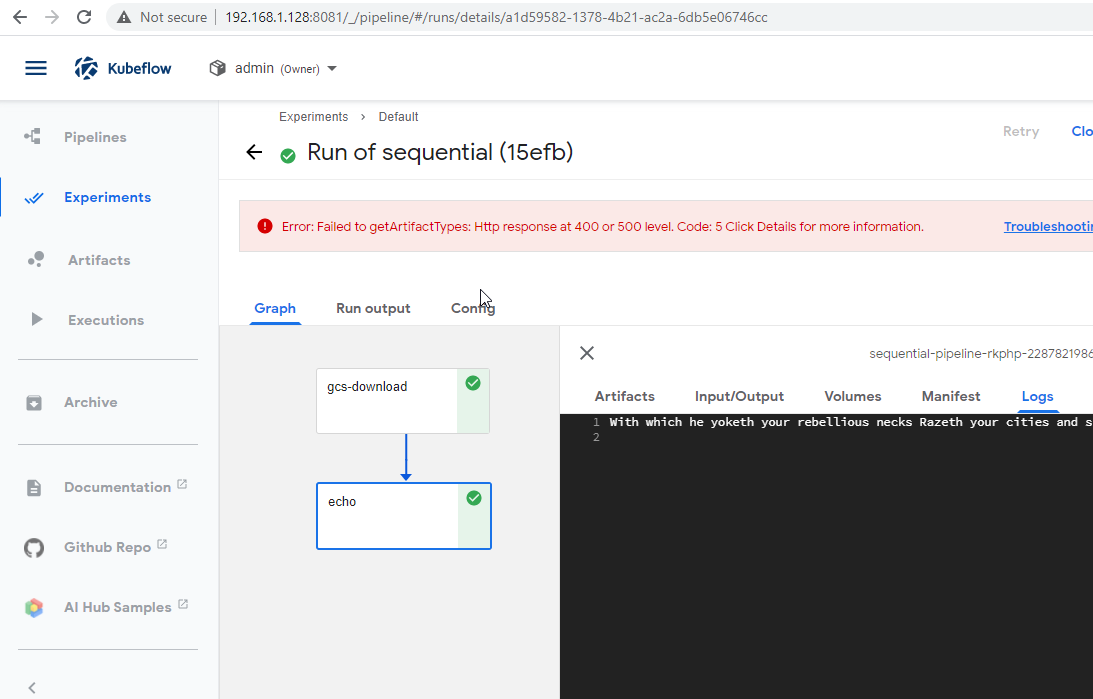 Not secure | 192.168.1.128:8081/_/pipeline/#/runs/details/a1d59582-1378-4b21-ac2a-6db5e06746cc
Kubeflow
admin (Owner)
Pipelines
Experiments
Artifacts
Executions
Archive
Documentation
Github Repo
AI Hub Samples
Experiments > Default
Run of sequential (15efb)
Retry
Clo
Error: Failed to getArtifactTypes: Http response at 400 or 500 level. Code: 5 Click Details for more information.
Troubleshootin
Graph
Run output
Config
gcs-download
echo
sequential-pipeline-rkphp-228782198
Artifacts
Input/Output
Volumes
Manifest
Logs
1 With which he yoketh your rebellious necks Razeth your cities and s
2